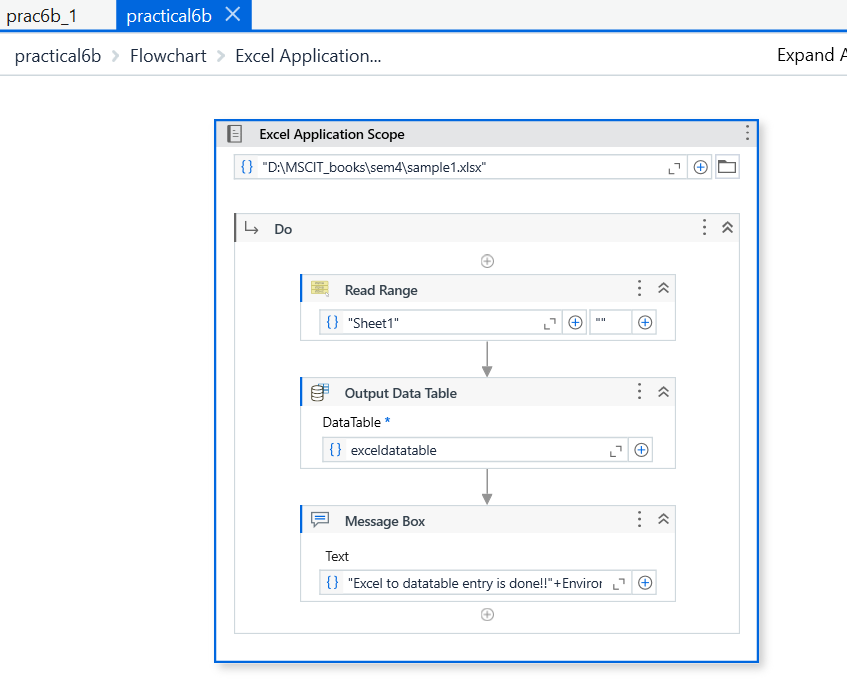 prac6b_1 practical6b
practical6b > Flowchart > Excel Application... Expand A
Excel Application Scope
{} "D:\MSCIT_books\sem4\sample1.xlsx"
Do
Read Range
{} "Sheet1" ""
Output Data Table
DataTable *
{} exceldatatable
Message Box
Text
{} "Excel to datatable entry is done!!"+Enviror